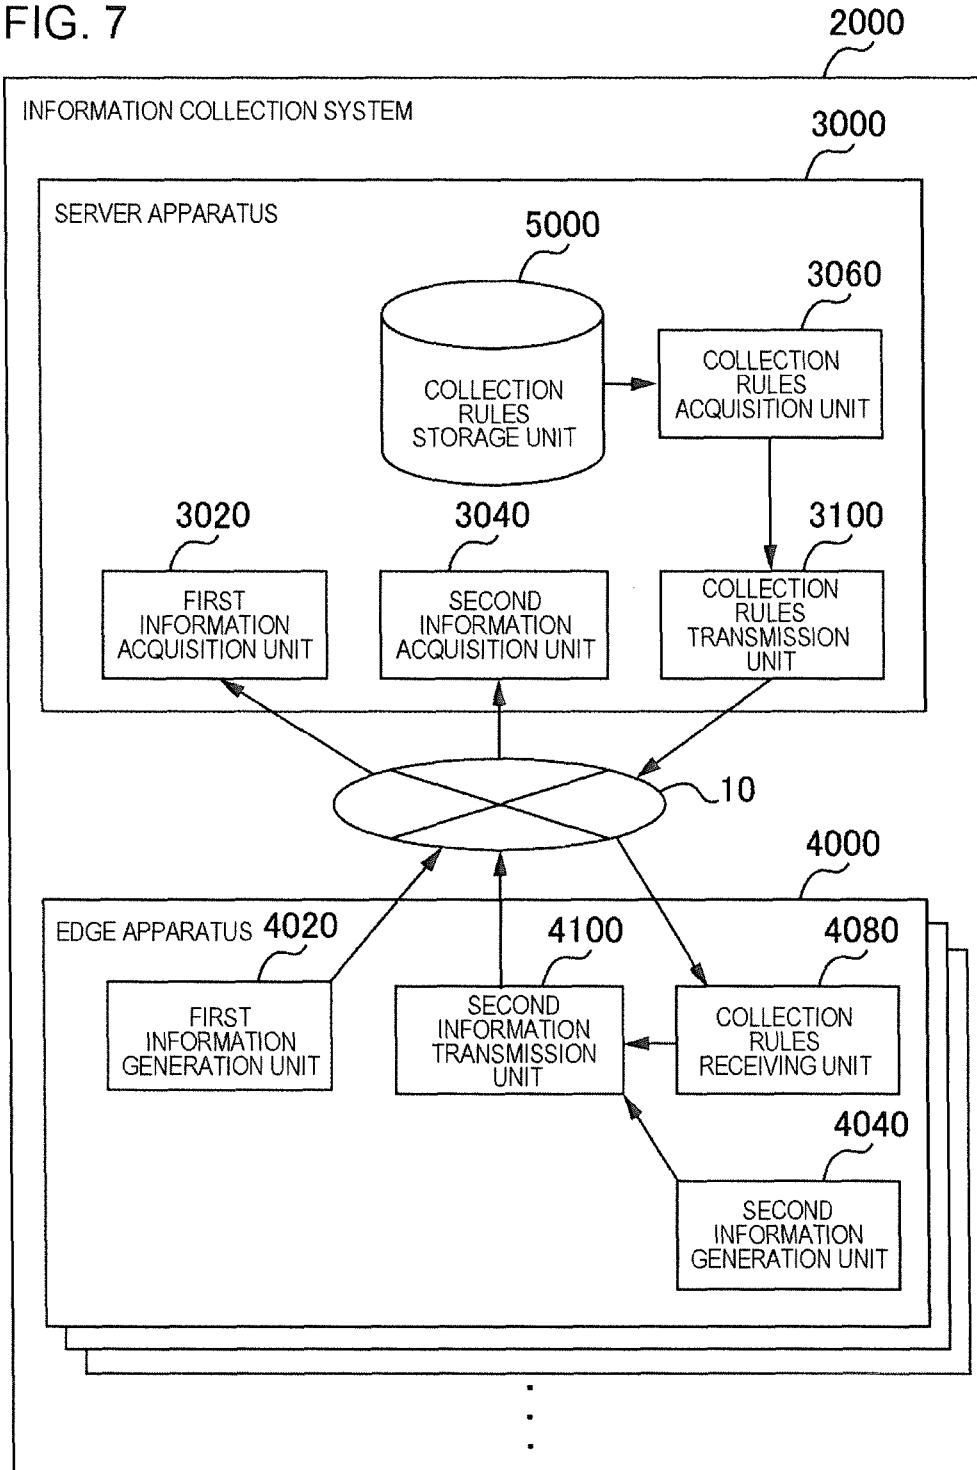 FIG. 7
2000
INFORMATION COLLECTION SYSTEM
3000
SERVER APPARATUS
5000
3060
COLLECTION
RULES
STORAGE UNIT
COLLECTION
RULES
ACQUISITION UNIT
3020
3040
3100
FIRST
INFORMATION
ACQUISITION UNIT
SECOND
INFORMATION
ACQUISITION UNIT
COLLECTION
RULES
TRANSMISSION
UNIT
10
4000
EDGE APPARATUS
4020
4100
4080
FIRST
INFORMATION
GENERATION UNIT
SECOND
INFORMATION
TRANSMISSION
UNIT
COLLECTION
RULES
RECEIVING UNIT
4040
SECOND
INFORMATION
GENERATION UNIT